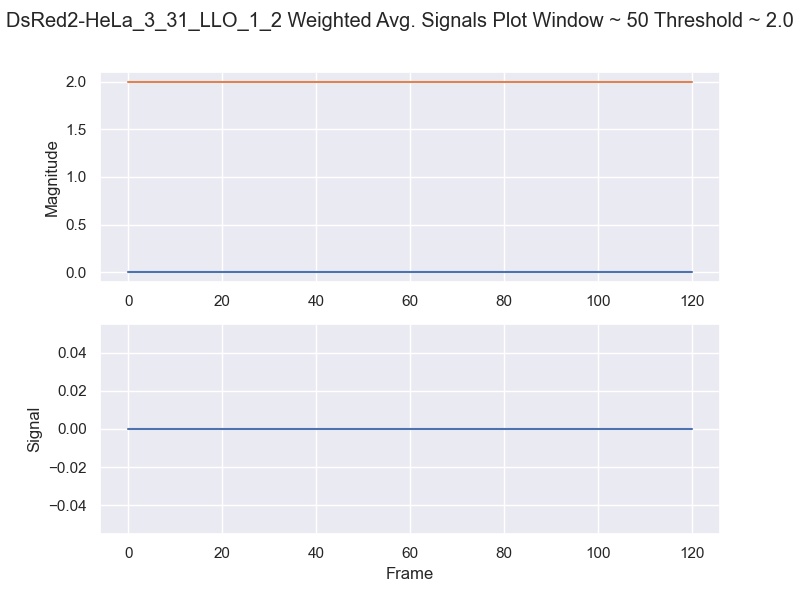 DsRed2-HeLa_3_31_LLO_1_2 Weighted Avg. Signals Plot Window ~ 50 Threshold ~ 2.0
2.0
1.5
1.0
0.5
0.0
Magnitude
0 20 40 60 80 100 120
0.04
0.02
0.00
−0.02
−0.04
Signal
0 20 40 60 80 100 120
Frame